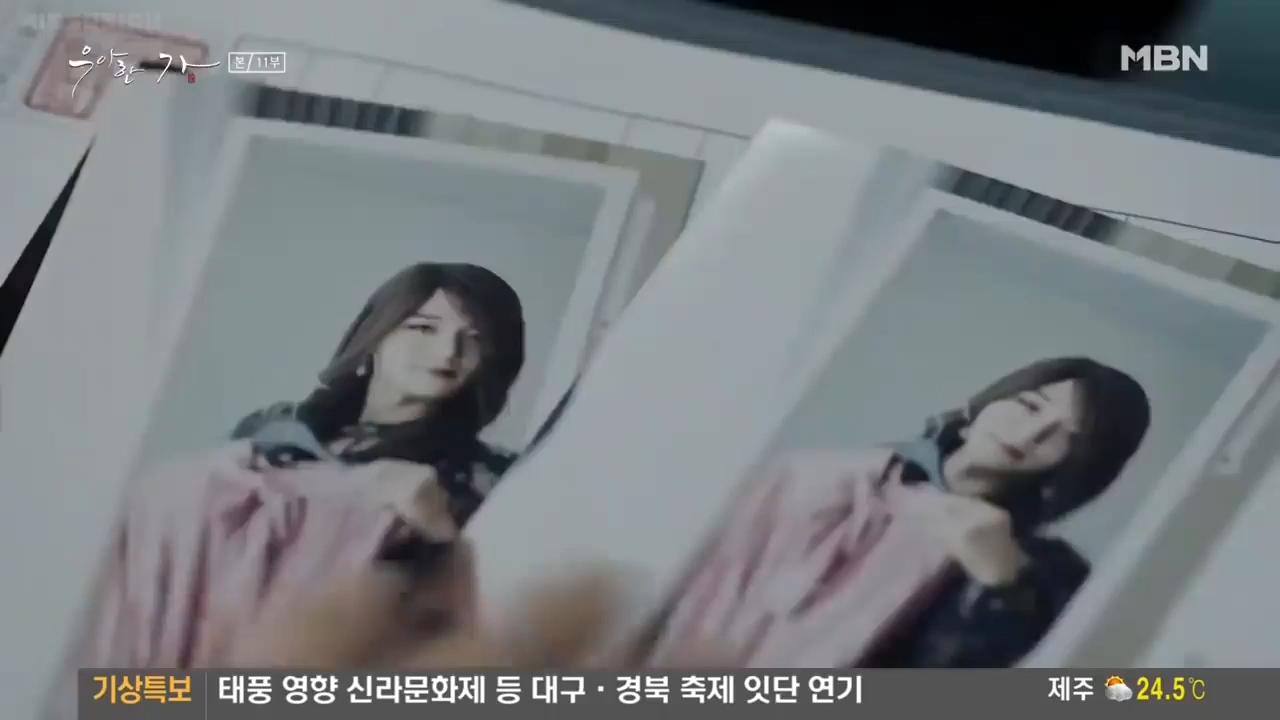 우아한 가
본/11부
MBN
기상특보 태풍 영향 신라문화제 등 대구·경북 축제 잇단 연기 제주 24.5℃